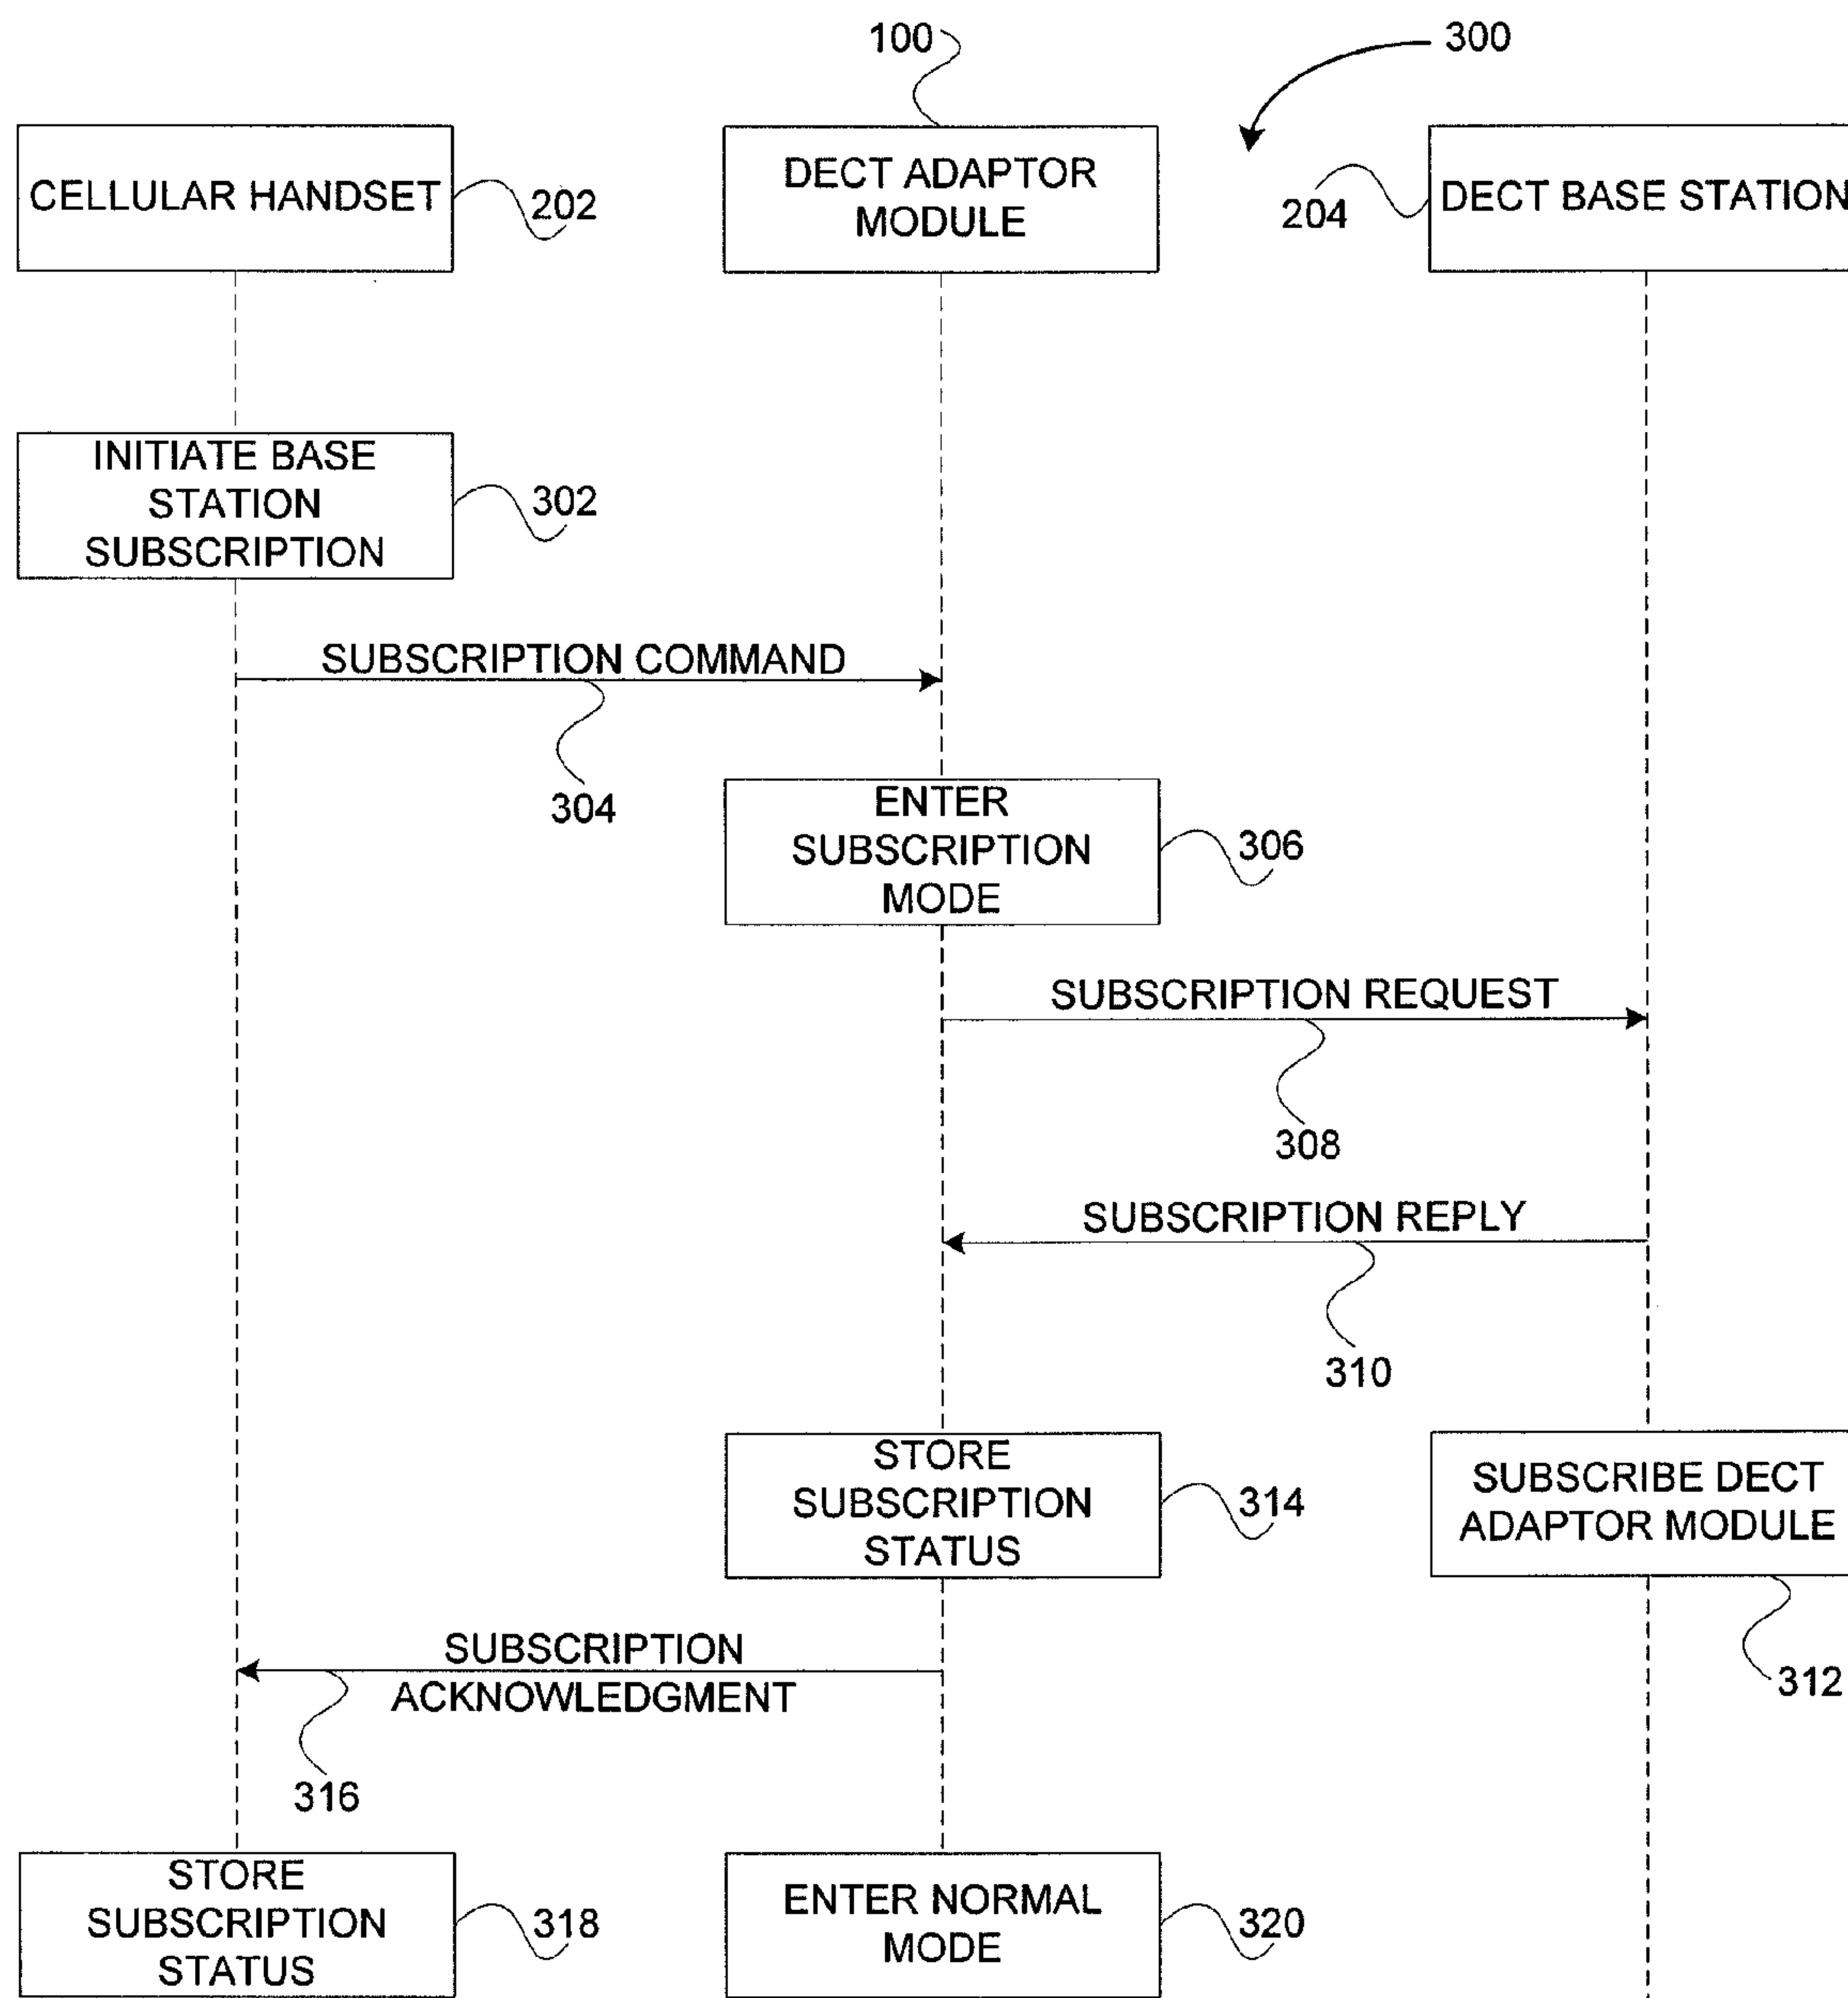 100
300
CELLULAR HANDSET
202
DECT ADAPTOR
MODULE
204
DECT BASE STATION
INITIATE BASE
STATION
SUBSCRIPTION
302
SUBSCRIPTION COMMAND
304
ENTER
SUBSCRIPTION
MODE
306
SUBSCRIPTION REQUEST
308
SUBSCRIPTION REPLY
310
STORE
SUBSCRIPTION
STATUS
314
SUBSCRIBE DECT
ADAPTOR MODULE
312
SUBSCRIPTION
ACKNOWLEDGMENT
316
STORE
SUBSCRIPTION
STATUS
318
ENTER NORMAL
MODE
320